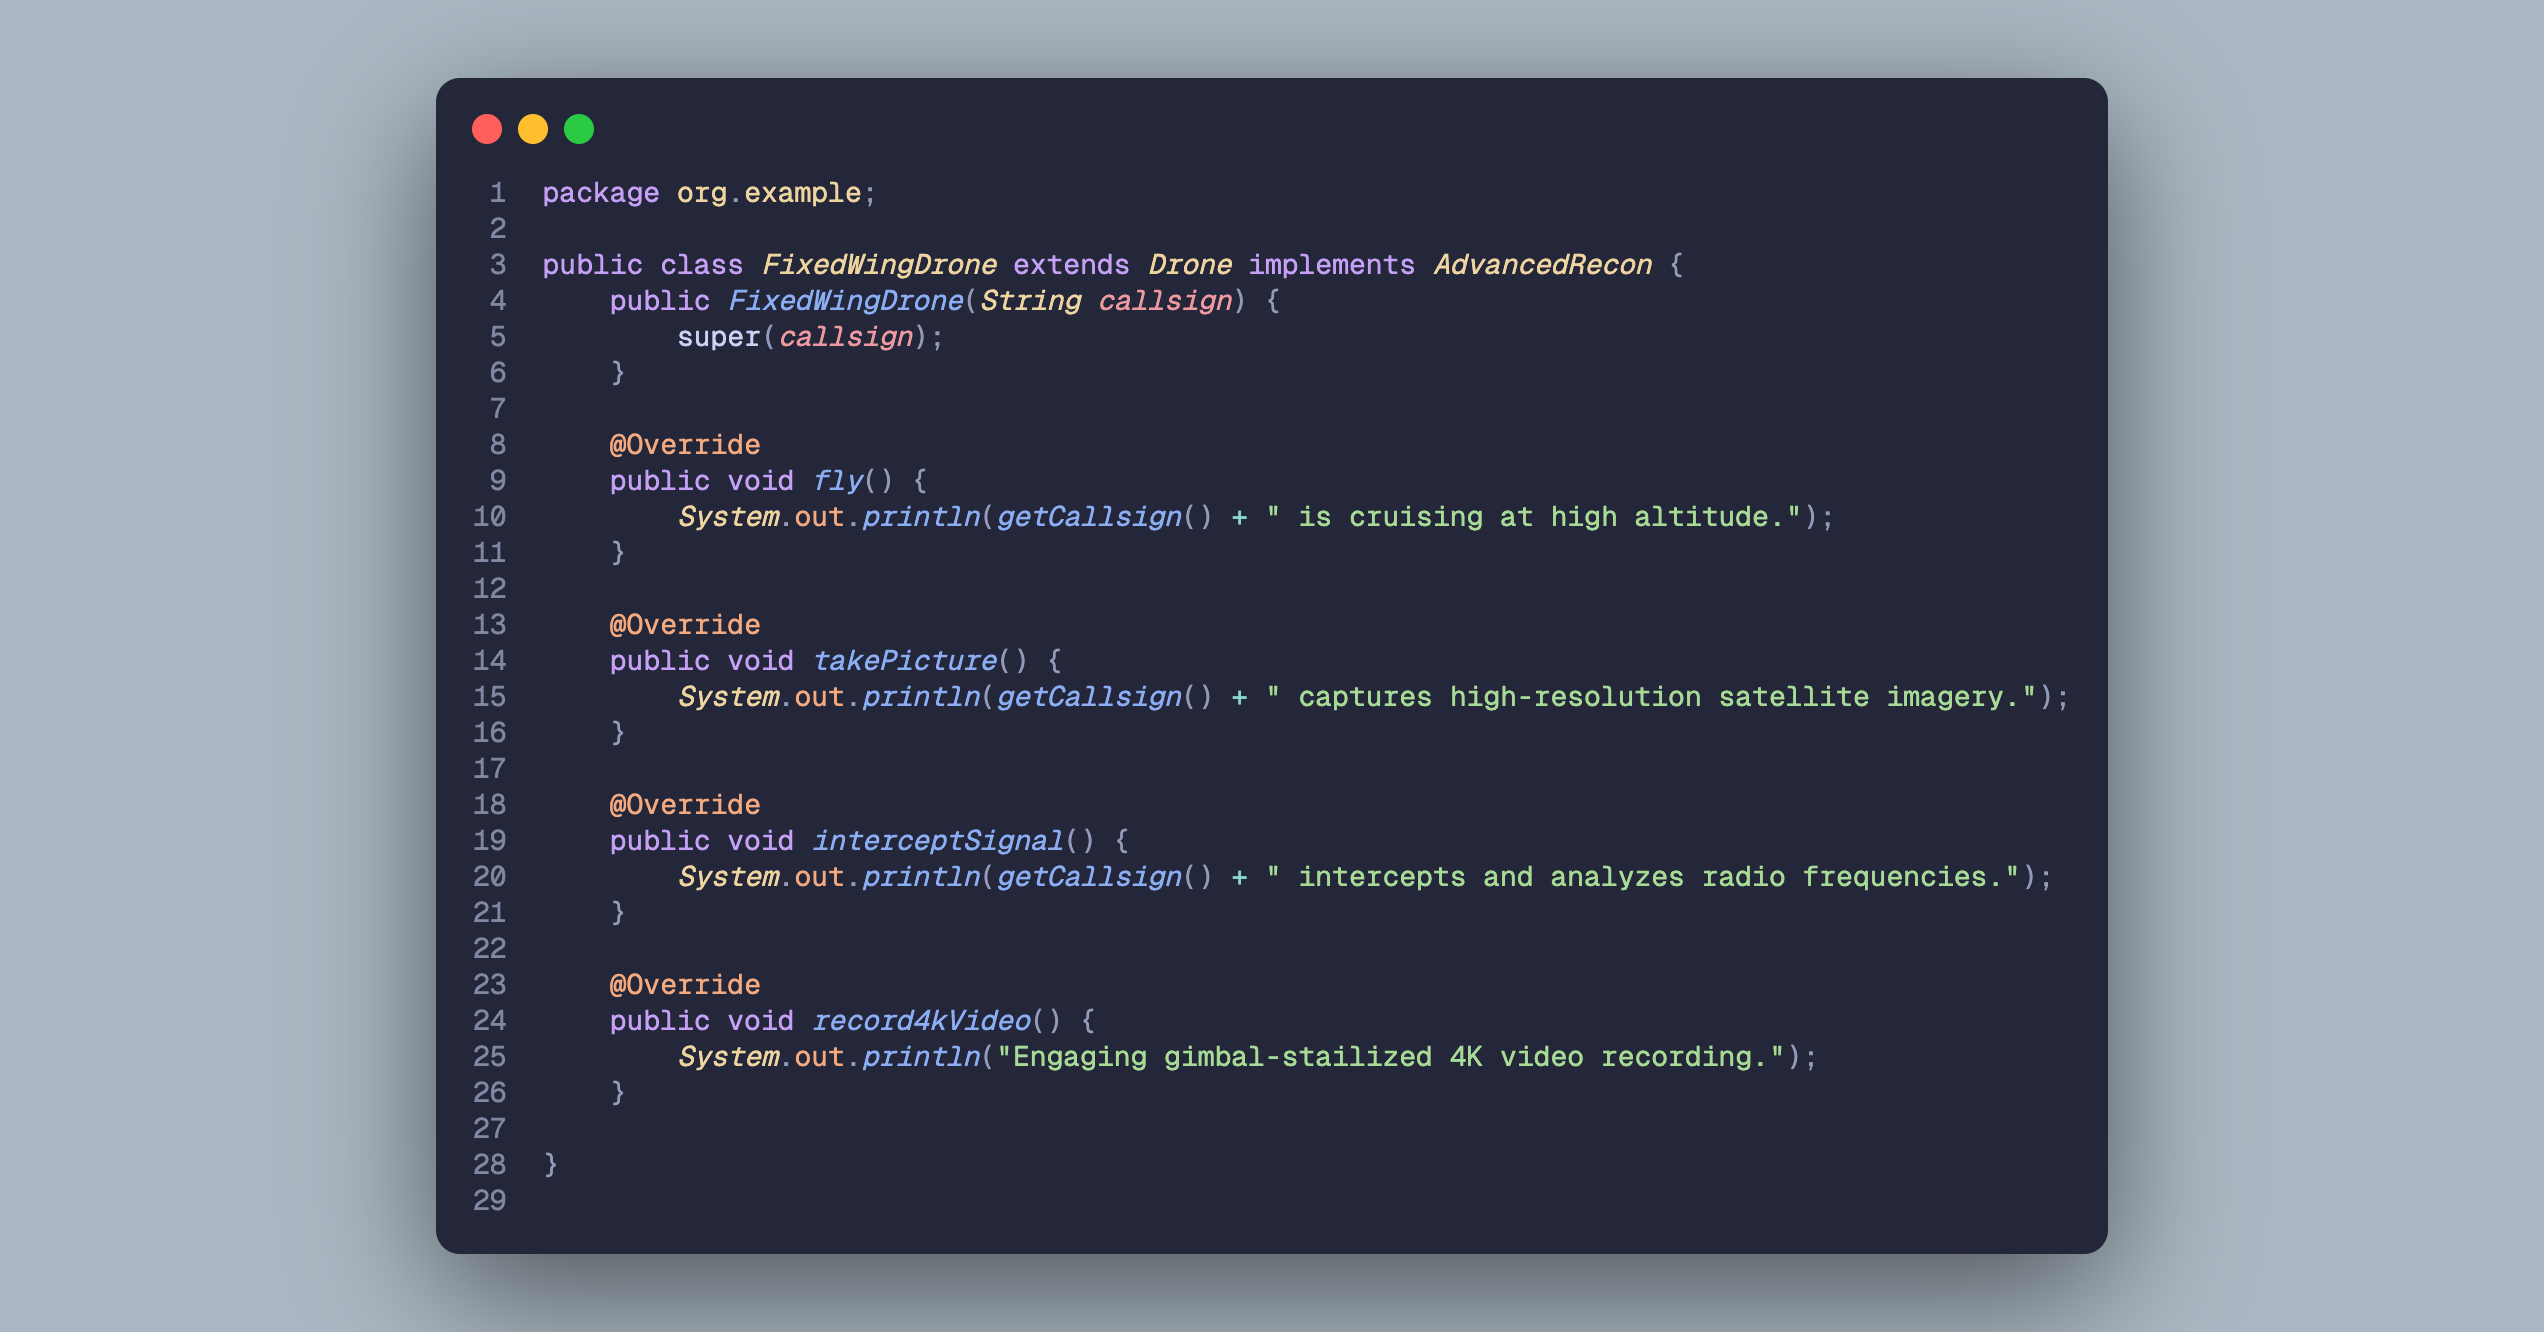 1 package org.example;
2
3 public class FixedWingDrone extends Drone implements AdvancedRecon {
4     public FixedWingDrone(String callsign) {
5         super(callsign);
6     }
7
8     @Override
9     public void fly() {
10         System.out.println(getCallsign() + " is cruising at high altitude.");
11     }
12
13     @Override
14     public void takePicture() {
15         System.out.println(getCallsign() + " captures high-resolution satellite imagery.");
16     }
17
18     @Override
19     public void interceptSignal() {
20         System.out.println(getCallsign() + " intercepts and analyzes radio frequencies.");
21     }
22
23     @Override
24     public void record4kVideo() {
25         System.out.println("Engaging gimbal-stailized 4K video recording.");
26     }
27
28 }
29